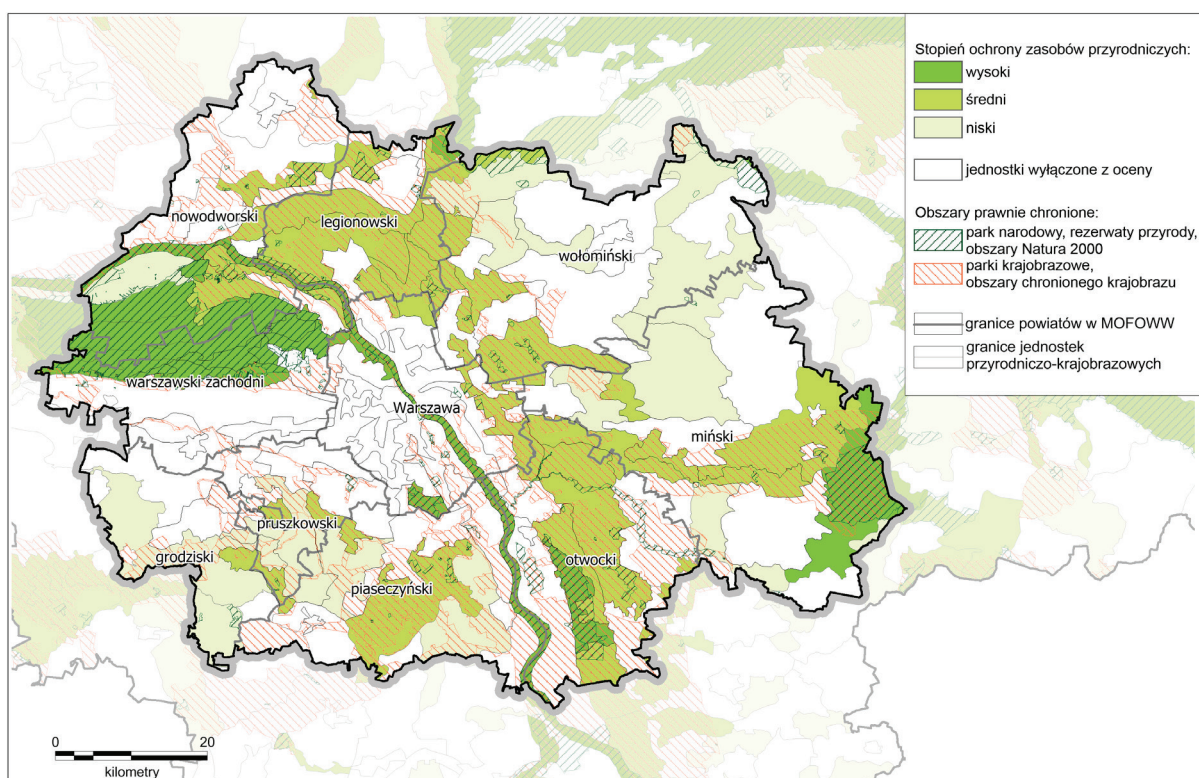 Stopień ochrony zasobów przyrodniczych:
wysoki
średni
niski
jednostki wyłączone z oceny
Obszary prawnie chronione:
park narodowy, rezerwaty przyrody,
obszary Natura 2000
parki krajobrazowe,
obszary chronionego krajobrazu
granice powiatów w MOFOWW
granice jednostek
przyrodniczo-krajobrazowych
nowodworski
legionowski
wołomiński
warszawski zachodni
Warszawa
miński
pruszkowski
grodziski
otwocki
piaseczyński
0 20
kilometry